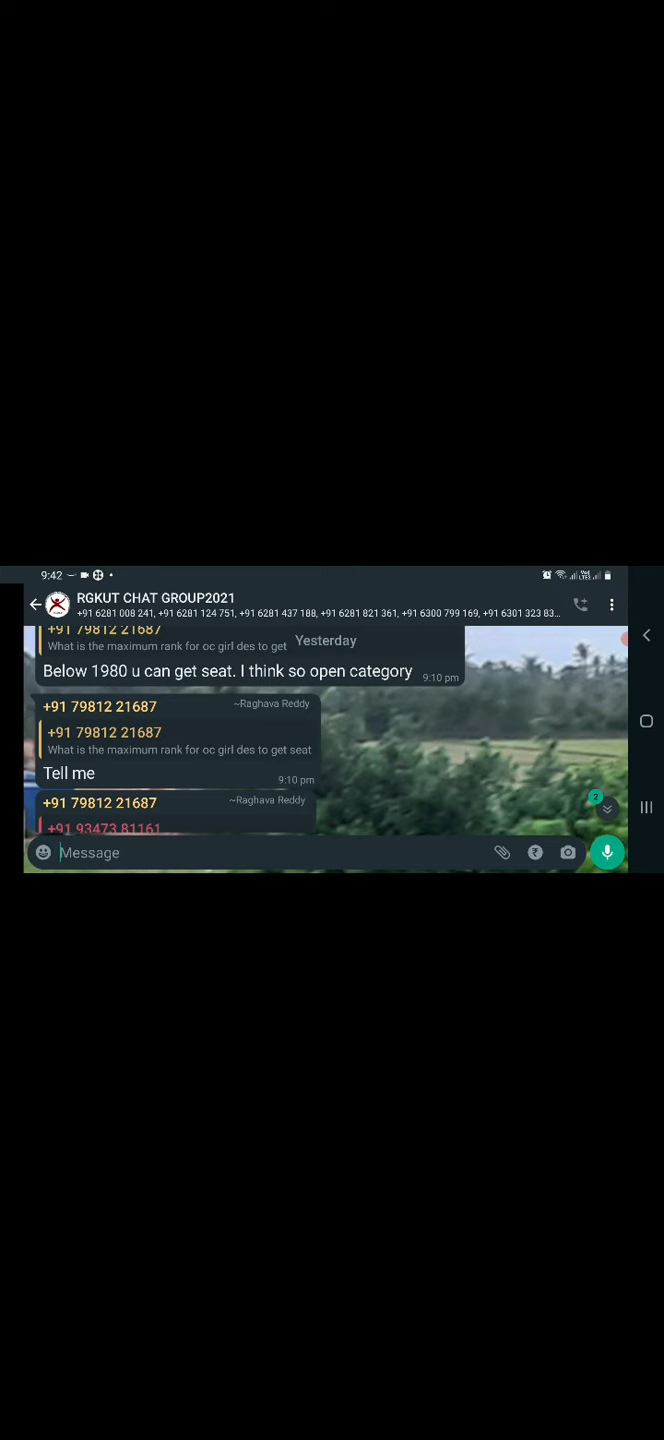 9:42
RGKUT CHAT GROUP2021
+91 6281 008 241, +91 6281 124 751, +91 6281 437 188, +91 6281 821 361, +91 6300 799 169, +91 6301 323 83...
+91 79812 21687
Yesterday
What is the maximum rank for oc girl des to get
Below 1980 u can get seat. I think so open category
9:10 pm
+91 79812 21687 ~Raghava Reddy
+91 79812 21687
What is the maximum rank for oc girl des to get seat
Tell me
9:10 pm
+91 79812 21687 ~Raghava Reddy
2
+91 93473 81161
Message